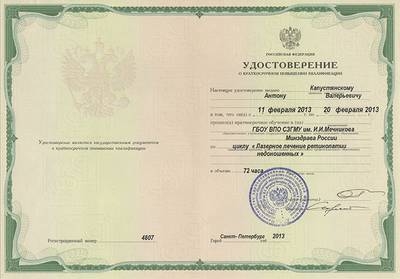 Удостоверение является государственным документом
о краткосрочном повышении квалификации
Регистрационный номер 4807
РОССИЙСКАЯ ФЕДЕРАЦИЯ
УДОСТОВЕРЕНИЕ
О КРАТКОСРОЧНОМ ПОВЫШЕНИИ КВАЛИФИКАЦИИ
Настоящее удостоверение выдано Капустянскому
Антону Валерьевичу
в том, что он(а) с 11 февраля 2013 по 20 февраля 2013
прошел(а) краткосрочное обучение в (на)
ГБОУ ВПО СЗГМУ им. И.И.Мечникова
Минздрава России
циклу « Лазерное лечение ретинопатии
недоношенных »
в объеме 72 часа
Санкт- Петербург 2013
Город год